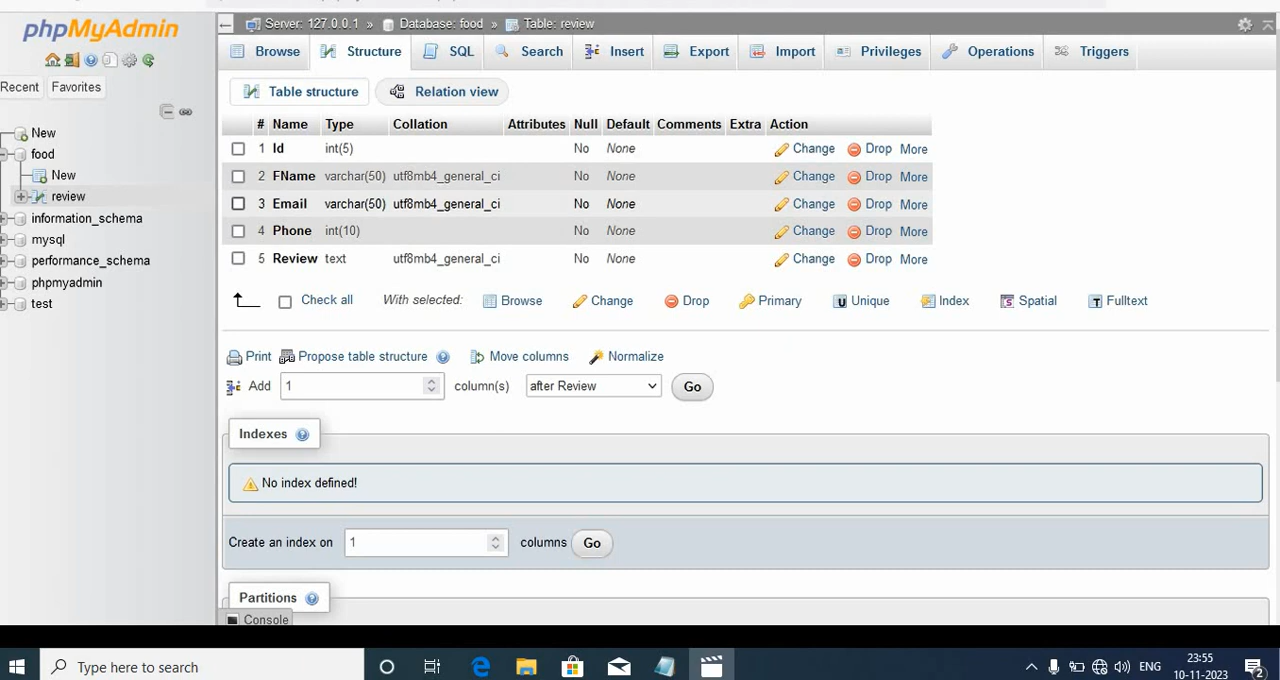 phpMyAdmin
Recent Favorites
New
food
New
review
information_schema
mysql
performance_schema
phpmyadmin
test
Server: 127.0.0.1 » Database: food » Table: review
Browse Structure SQL Search Insert Export Import Privileges Operations Triggers
Table structure Relation view
# Name Type Collation Attributes Null Default Comments Extra Action
1 Id int(5) No None Change Drop More
2 FName varchar(50) utf8mb4_general_ci No None Change Drop More
3 Email varchar(50) utf8mb4_general_ci No None Change Drop More
4 Phone int(10) No None Change Drop More
5 Review text utf8mb4_general_ci No None Change Drop More
Check all With selected: Browse Change Drop Primary Unique Index Spatial Fulltext
Print Propose table structure Move columns Normalize
Add 1 column(s) after Review Go
Indexes
No index defined!
Create an index on 1 columns Go
Partitions
Console
Type here to search
ENG
23:55
10-11-2023
2